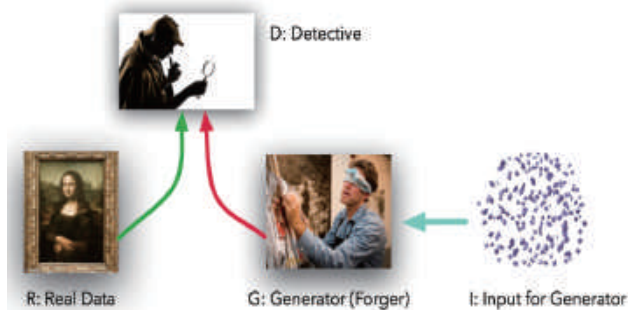 D: Detective
R: Real Data
G: Generator (Forger)
I: Input for Generator